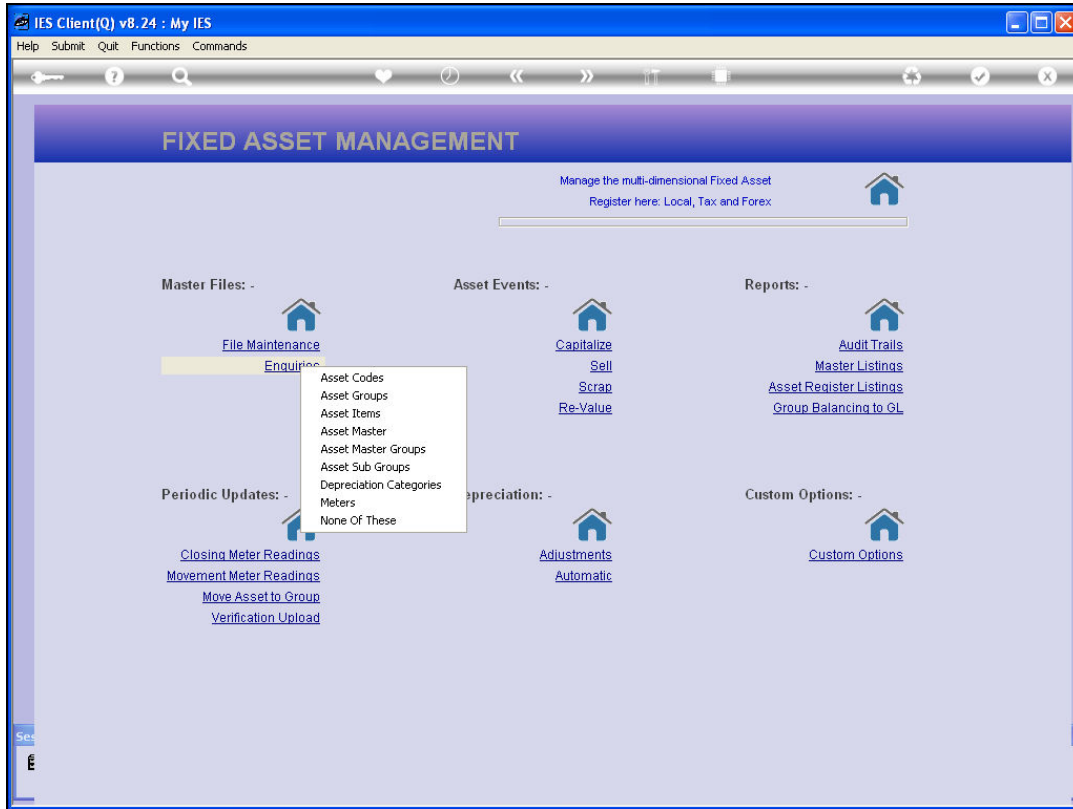 IES Client(Q) v8.24 : My IES
Help Submit Quit Functions Commands
FIXED ASSET MANAGEMENT
Manage the multi-dimensional Fixed Asset
Register here: Local, Tax and Forex
Master Files: -
File Maintenance
Enquiries
Asset Codes
Asset Groups
Asset Items
Asset Master
Asset Master Groups
Asset Sub Groups
Depreciation Categories
Meters
None Of These
Asset Events: -
Capitalize
Sell
Scrap
Re-Value
Reports: -
Audit Trails
Master Listings
Asset Register Listings
Group Balancing to GL
Periodic Updates: -
Closing Meter Readings
Movement Meter Readings
Move Asset to Group
Verification Upload
epreciation: -
Adjustments
Automatic
Custom Options: -
Custom Options
Ses